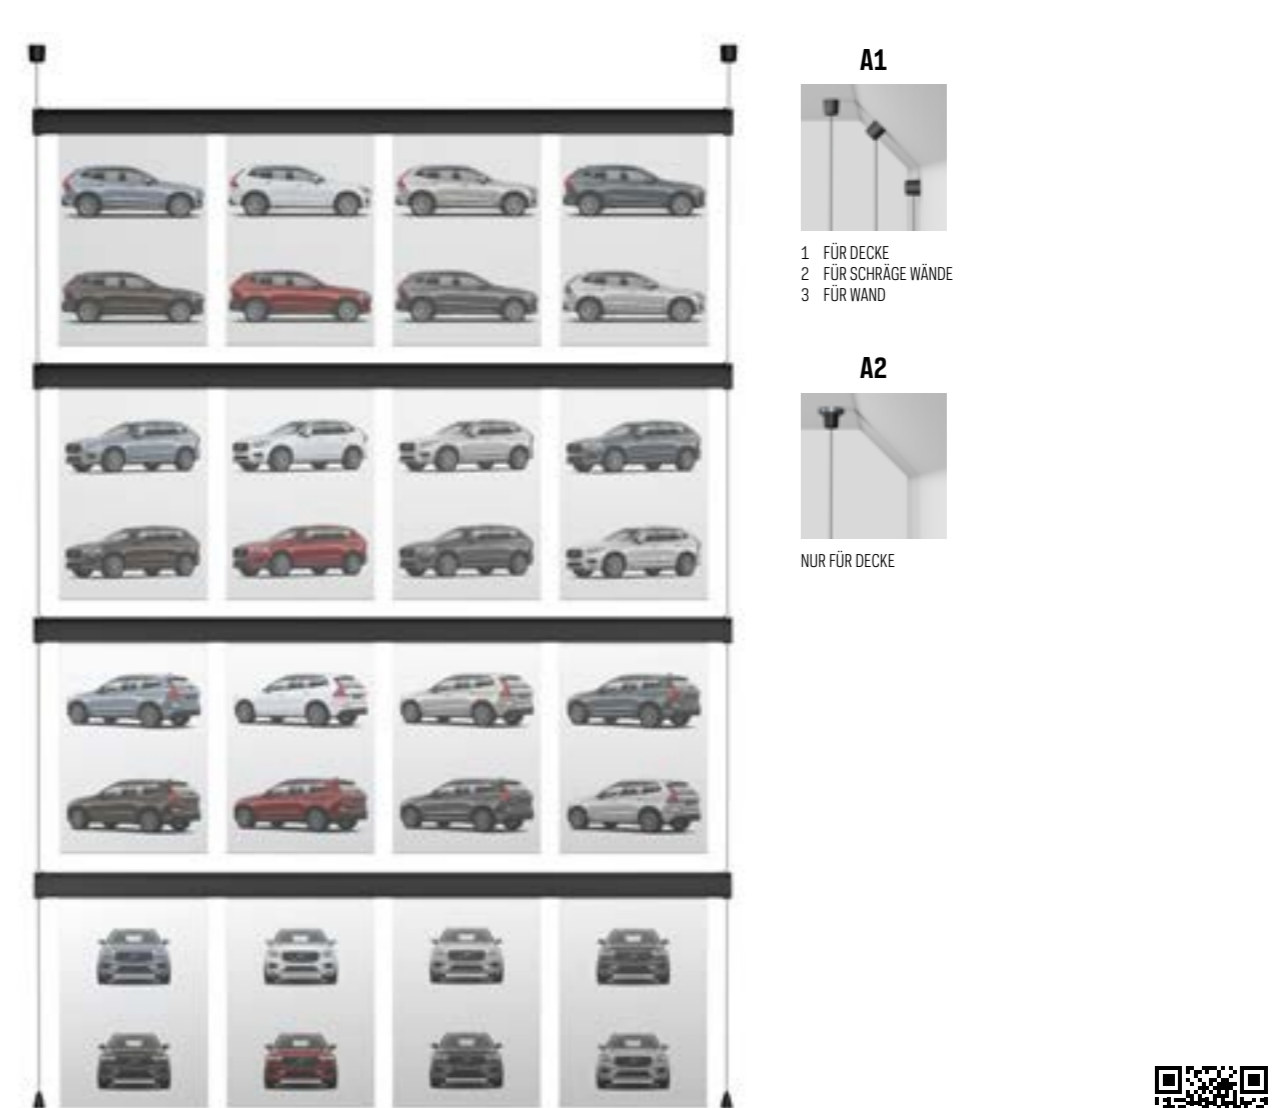 A1
1 FÜR DECKE
2 FÜR SCHRÄGE WÄNDE
3 FÜR WAND
A2
NUR FÜR DECKE